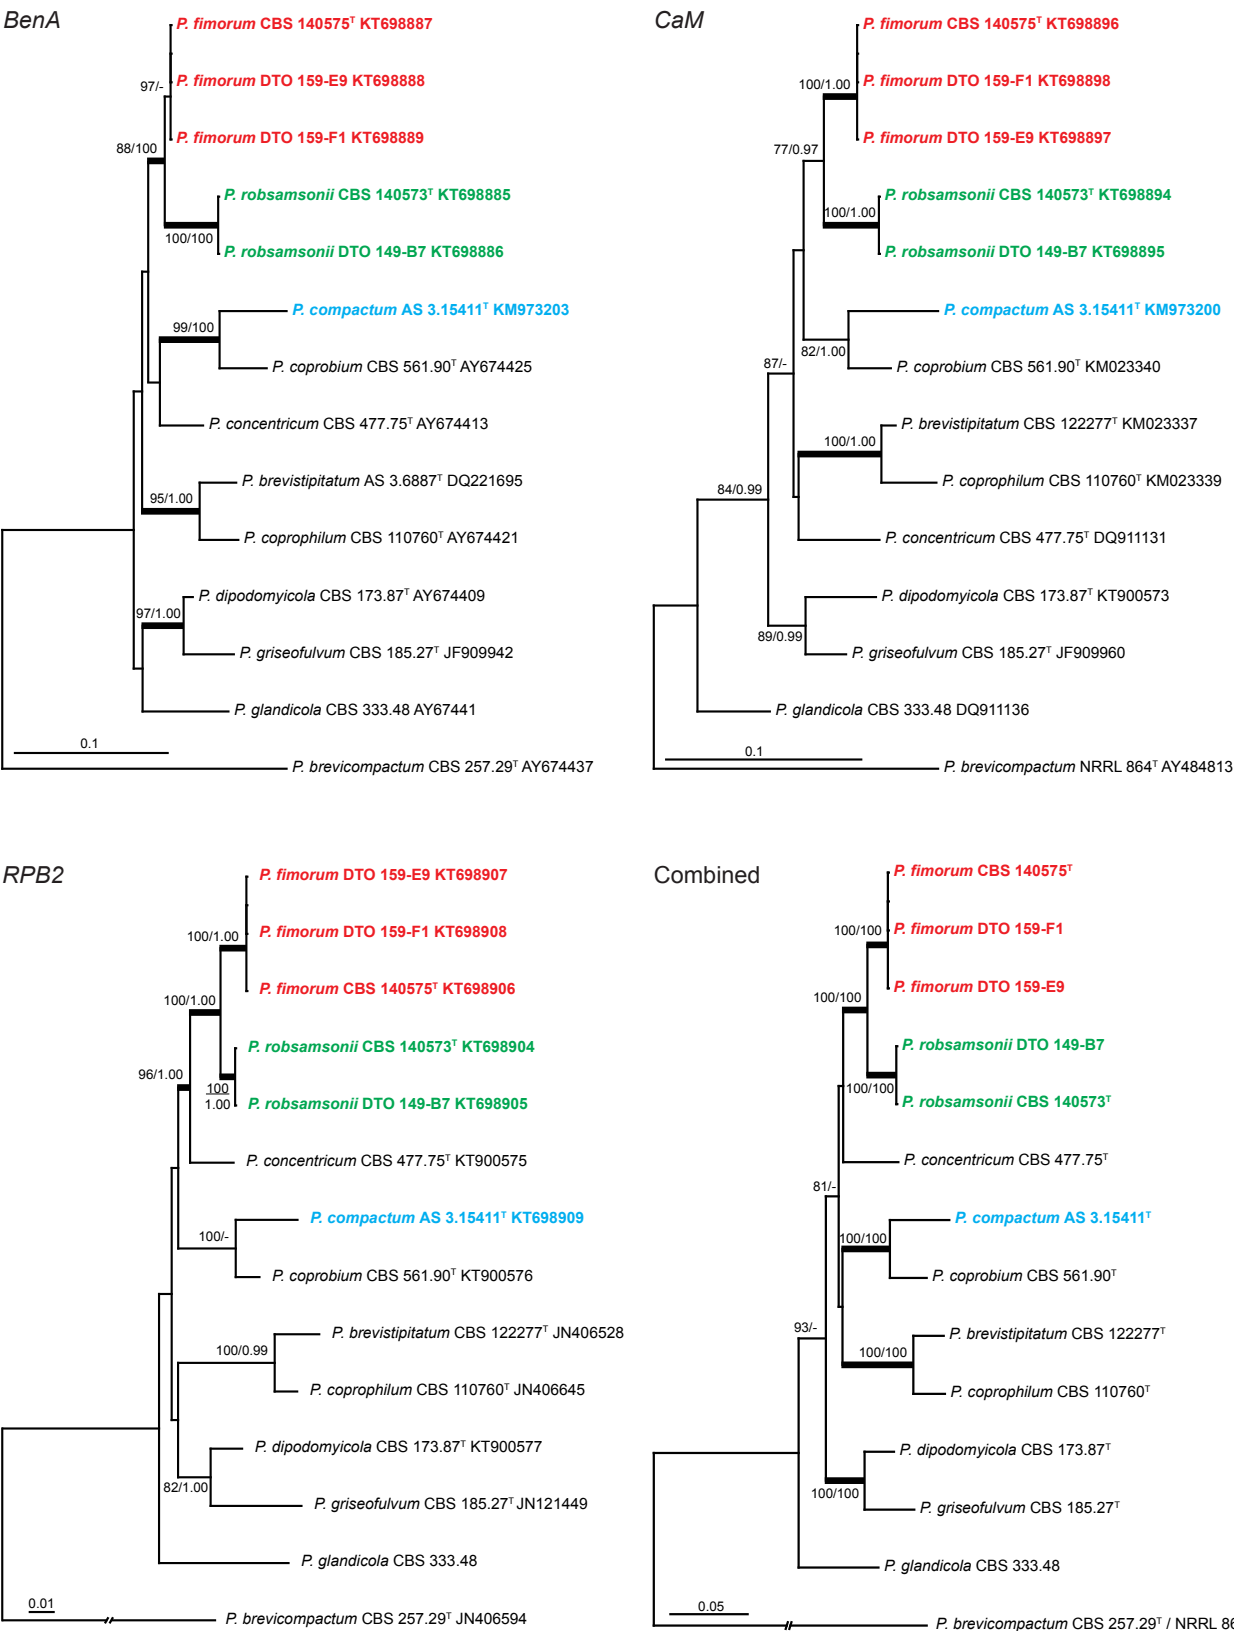 BenA
P. fimorum CBS 140575ᵀ KT698887
P. fimorum DTO 159-E9 KT698888
97/-
P. fimorum DTO 159-F1 KT698889
88/100
P. robsamsonii CBS 140573ᵀ KT698885
100/100
P. robsamsonii DTO 149-B7 KT698886
P. compactum AS 3.15411ᵀ KM973203
99/100
P. coprobium CBS 561.90ᵀ AY674425
P. concentricum CBS 477.75ᵀ AY674413
P. brevistipitatum AS 3.6887ᵀ DQ221695
95/1.00
P. coprophilum CBS 110760ᵀ AY674421
P. dipodomyicola CBS 173.87ᵀ AY674409
97/1.00
P. griseofulvum CBS 185.27ᵀ JF909942
P. glandicola CBS 333.48 AY67441
0.1
P. brevicompactum CBS 257.29ᵀ AY674437
CaM
P. fimorum CBS 140575ᵀ KT698896
P. fimorum DTO 159-F1 KT698898
100/1.00
P. fimorum DTO 159-E9 KT698897
77/0.97
P. robsamsonii CBS 140573ᵀ KT698894
100/1.00
P. robsamsonii DTO 149-B7 KT698895
P. compactum AS 3.15411ᵀ KM973200
82/1.00
87/-
P. coprobium CBS 561.90ᵀ KM023340
P. brevistipitatum CBS 122277ᵀ KM023337
100/1.00
P. coprophilum CBS 110760ᵀ KM023339
84/0.99
P. concentricum CBS 477.75ᵀ DQ911131
P. dipodomyicola CBS 173.87ᵀ KT900573
89/0.99
P. griseofulvum CBS 185.27ᵀ JF909960
P. glandicola CBS 333.48 DQ911136
0.1
P. brevicompactum NRRL 864ᵀ AY484813
RPB2
P. fimorum DTO 159-E9 KT698907
P. fimorum DTO 159-F1 KT698908
100/1.00
P. fimorum CBS 140575ᵀ KT698906
100/1.00
P. robsamsonii CBS 140573ᵀ KT698904
96/1.00
100
1.00
P. robsamsonii DTO 149-B7 KT698905
P. concentricum CBS 477.75ᵀ KT900575
P. compactum AS 3.15411ᵀ KT698909
100/-
P. coprobium CBS 561.90ᵀ KT900576
P. brevistipitatum CBS 122277ᵀ JN406528
100/0.99
P. coprophilum CBS 110760ᵀ JN406645
P. dipodomyicola CBS 173.87ᵀ KT900577
82/1.00
P. griseofulvum CBS 185.27ᵀ JN121449
P. glandicola CBS 333.48
0.01
P. brevicompactum CBS 257.29ᵀ JN406594
Combined
P. fimorum CBS 140575ᵀ
P. fimorum DTO 159-F1
100/100
P. fimorum DTO 159-E9
100/100
P. robsamsonii DTO 149-B7
100/100
P. robsamsonii CBS 140573ᵀ
P. concentricum CBS 477.75ᵀ
81/-
P. compactum AS 3.15411ᵀ
100/100
P. coprobium CBS 561.90ᵀ
93/-
P. brevistipitatum CBS 122277ᵀ
100/100
P. coprophilum CBS 110760ᵀ
P. dipodomyicola CBS 173.87ᵀ
100/100
P. griseofulvum CBS 185.27ᵀ
P. glandicola CBS 333.48
0.05
P. brevicompactum CBS 257.29ᵀ / NRRL